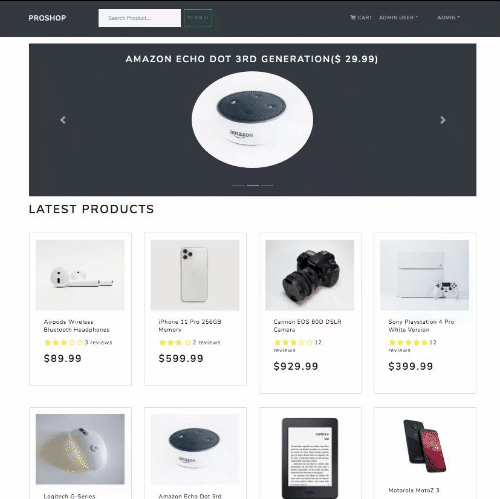 PROSHOP
Search Product...
SEARCH
CART
ADMIN USER
ADMIN
AMAZON ECHO DOT 3RD GENERATION($ 29.99)
amazon
LATEST PRODUCTS
Airpods Wireless
Bluetooth Headphones
3 reviews
$89.99
iPhone 11 Pro 256GB
Memory
2 reviews
$599.99
Cannon EOS 80D DSLR
Camera
12
reviews
$929.99
Sony Playstation 4 Pro
White Version
12
reviews
$399.99
Logitech G-Series
amazon
Amazon Echo Dot 3rd
Motorola MotoZ 3